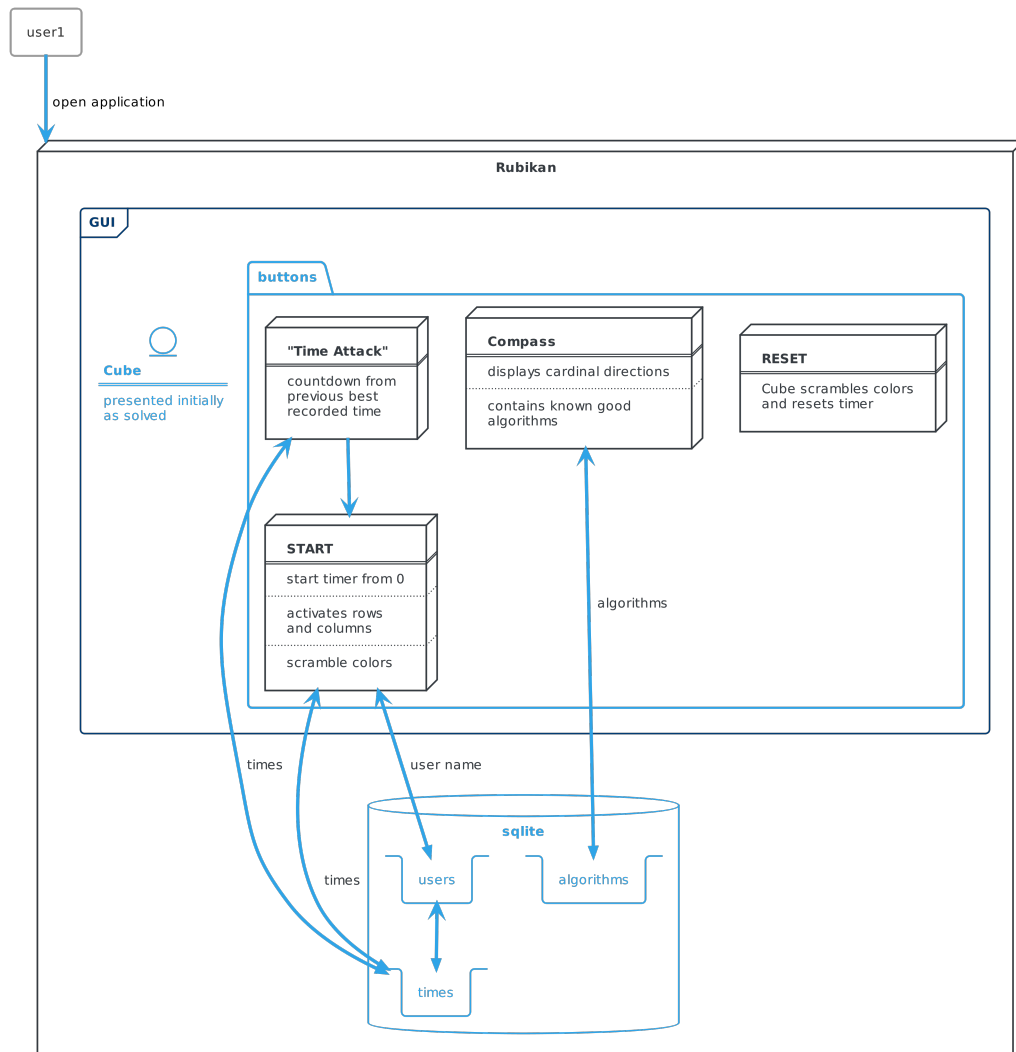 user1
open application
Rubikan
GUI
buttons
Cube
presented initially
as solved
"Time Attack"
countdown from
previous best
recorded time
Compass
displays cardinal directions
contains known good
algorithms
RESET
Cube scrambles colors
and resets timer
START
start timer from 0
activates rows
and columns
scramble colors
algorithms
times
user name
sqlite
times
users
algorithms
times